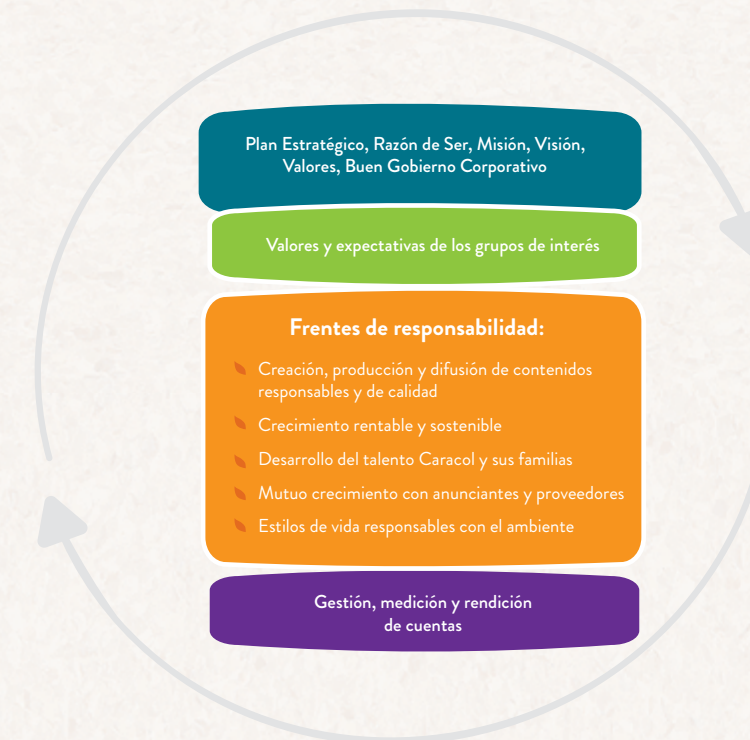 Plan Estratégico, Razón de Ser, Misión, Visión,
Valores, Buen Gobierno Corporativo
Valores y expectativas de los grupos de interés
Frentes de responsabilidad:
Creación, producción y difusión de contenidos
responsables y de calidad
Crecimiento rentable y sostenible
Desarrollo del talento Caracol y sus familias
Mutuo crecimiento con anunciantes y proveedores
Estilos de vida responsables con el ambiente
Gestión, medición y rendición
de cuentas